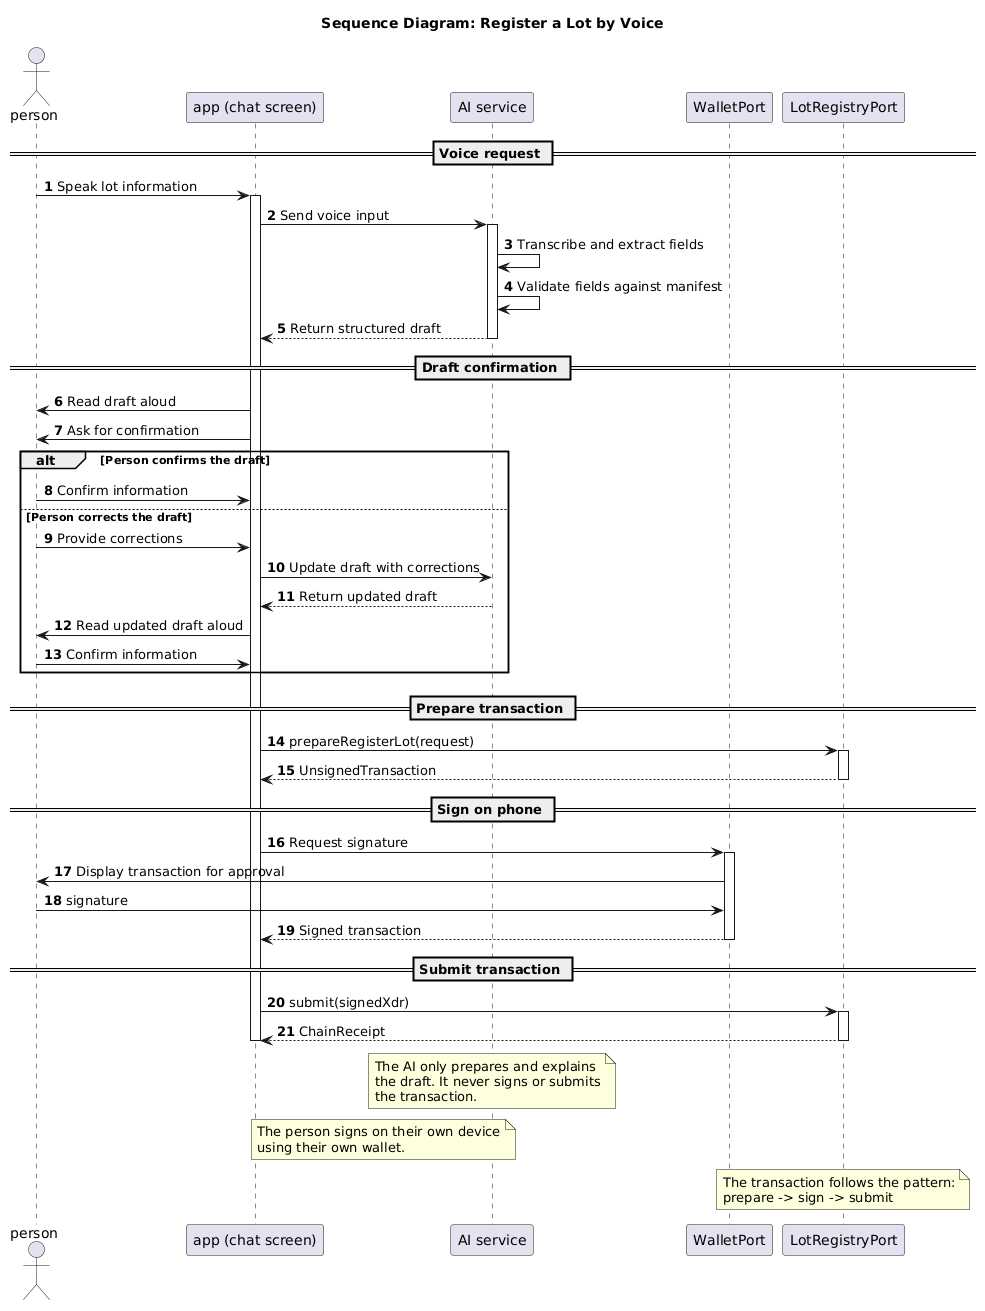 Sequence Diagram: Register a Lot by Voice
person
app (chat screen)
AI service
WalletPort
LotRegistryPort
Voice request
1 Speak lot information
2 Send voice input
3 Transcribe and extract fields
4 Validate fields against manifest
5 Return structured draft
Draft confirmation
6 Read draft aloud
7 Ask for confirmation
alt [Person confirms the draft]
8 Confirm information
[Person corrects the draft]
9 Provide corrections
10 Update draft with corrections
11 Return updated draft
12 Read updated draft aloud
13 Confirm information
Prepare transaction
14 prepareRegisterLot(request)
15 UnsignedTransaction
Sign on phone
16 Request signature
17 Display transaction for approval
18 signature
19 Signed transaction
Submit transaction
20 submit(signedXdr)
21 ChainReceipt
The AI only prepares and explains
the draft. It never signs or submits
the transaction.
The person signs on their own device
using their own wallet.
The transaction follows the pattern:
prepare -> sign -> submit
person
app (chat screen)
AI service
WalletPort
LotRegistryPort